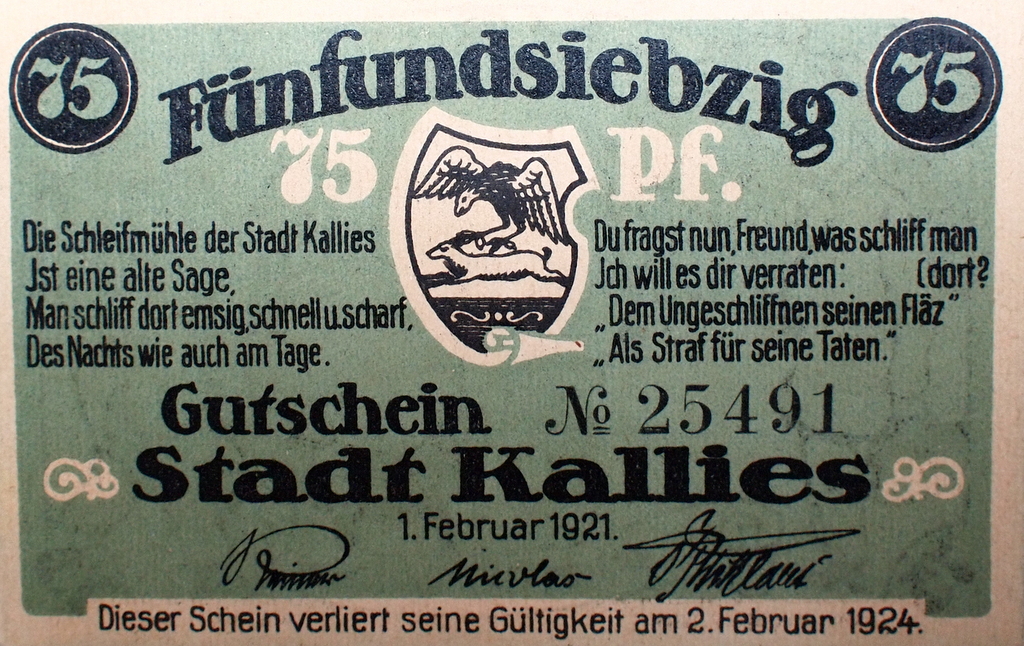 75 Fünfundsiebzig 75
75 Pf.
Die Schleifmühle der Stadt Kallies
Jst eine alte Sage,
Man schliff dort emsig, schnell u. scharf,
Des Nachts wie auch am Tage.
Du fragst nun, Freund, was schliff man
Jch will es dir verraten: (dort?
„Dem Ungeschliffnen seinen Fläz"
„Als Straf für seine Taten."
Gutschein No 25491
Stadt Kallies
1. Februar 1921.
Nicolas
Dieser Schein verliert seine Gültigkeit am 2. Februar 1924.